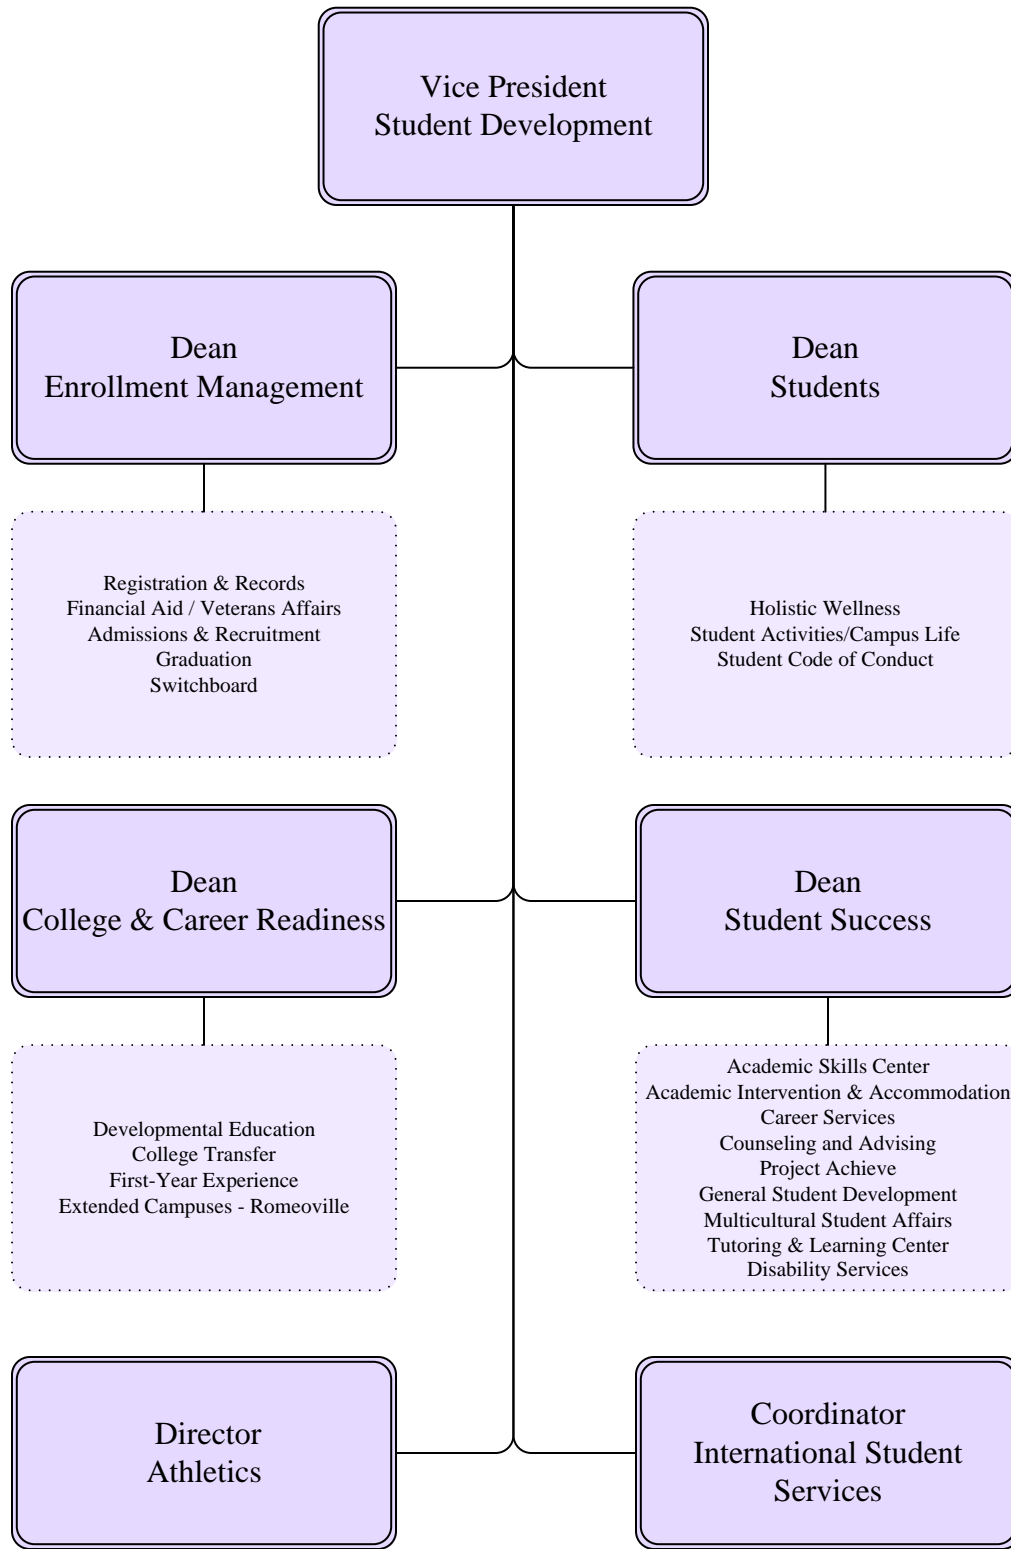 Vice President
Student Development
Dean
Enrollment Management
Dean
Students
Registration & Records
Financial Aid / Veterans Affairs
Admissions & Recruitment
Graduation
Switchboard
Holistic Wellness
Student Activities/Campus Life
Student Code of Conduct
Dean
College & Career Readiness
Dean
Student Success
Developmental Education
College Transfer
First-Year Experience
Extended Campuses - Romeoville
Academic Skills Center
Academic Intervention & Accommodation
Career Services
Counseling and Advising
Project Achieve
General Student Development
Multicultural Student Affairs
Tutoring & Learning Center
Disability Services
Director
Athletics
Coordinator
International Student
Services